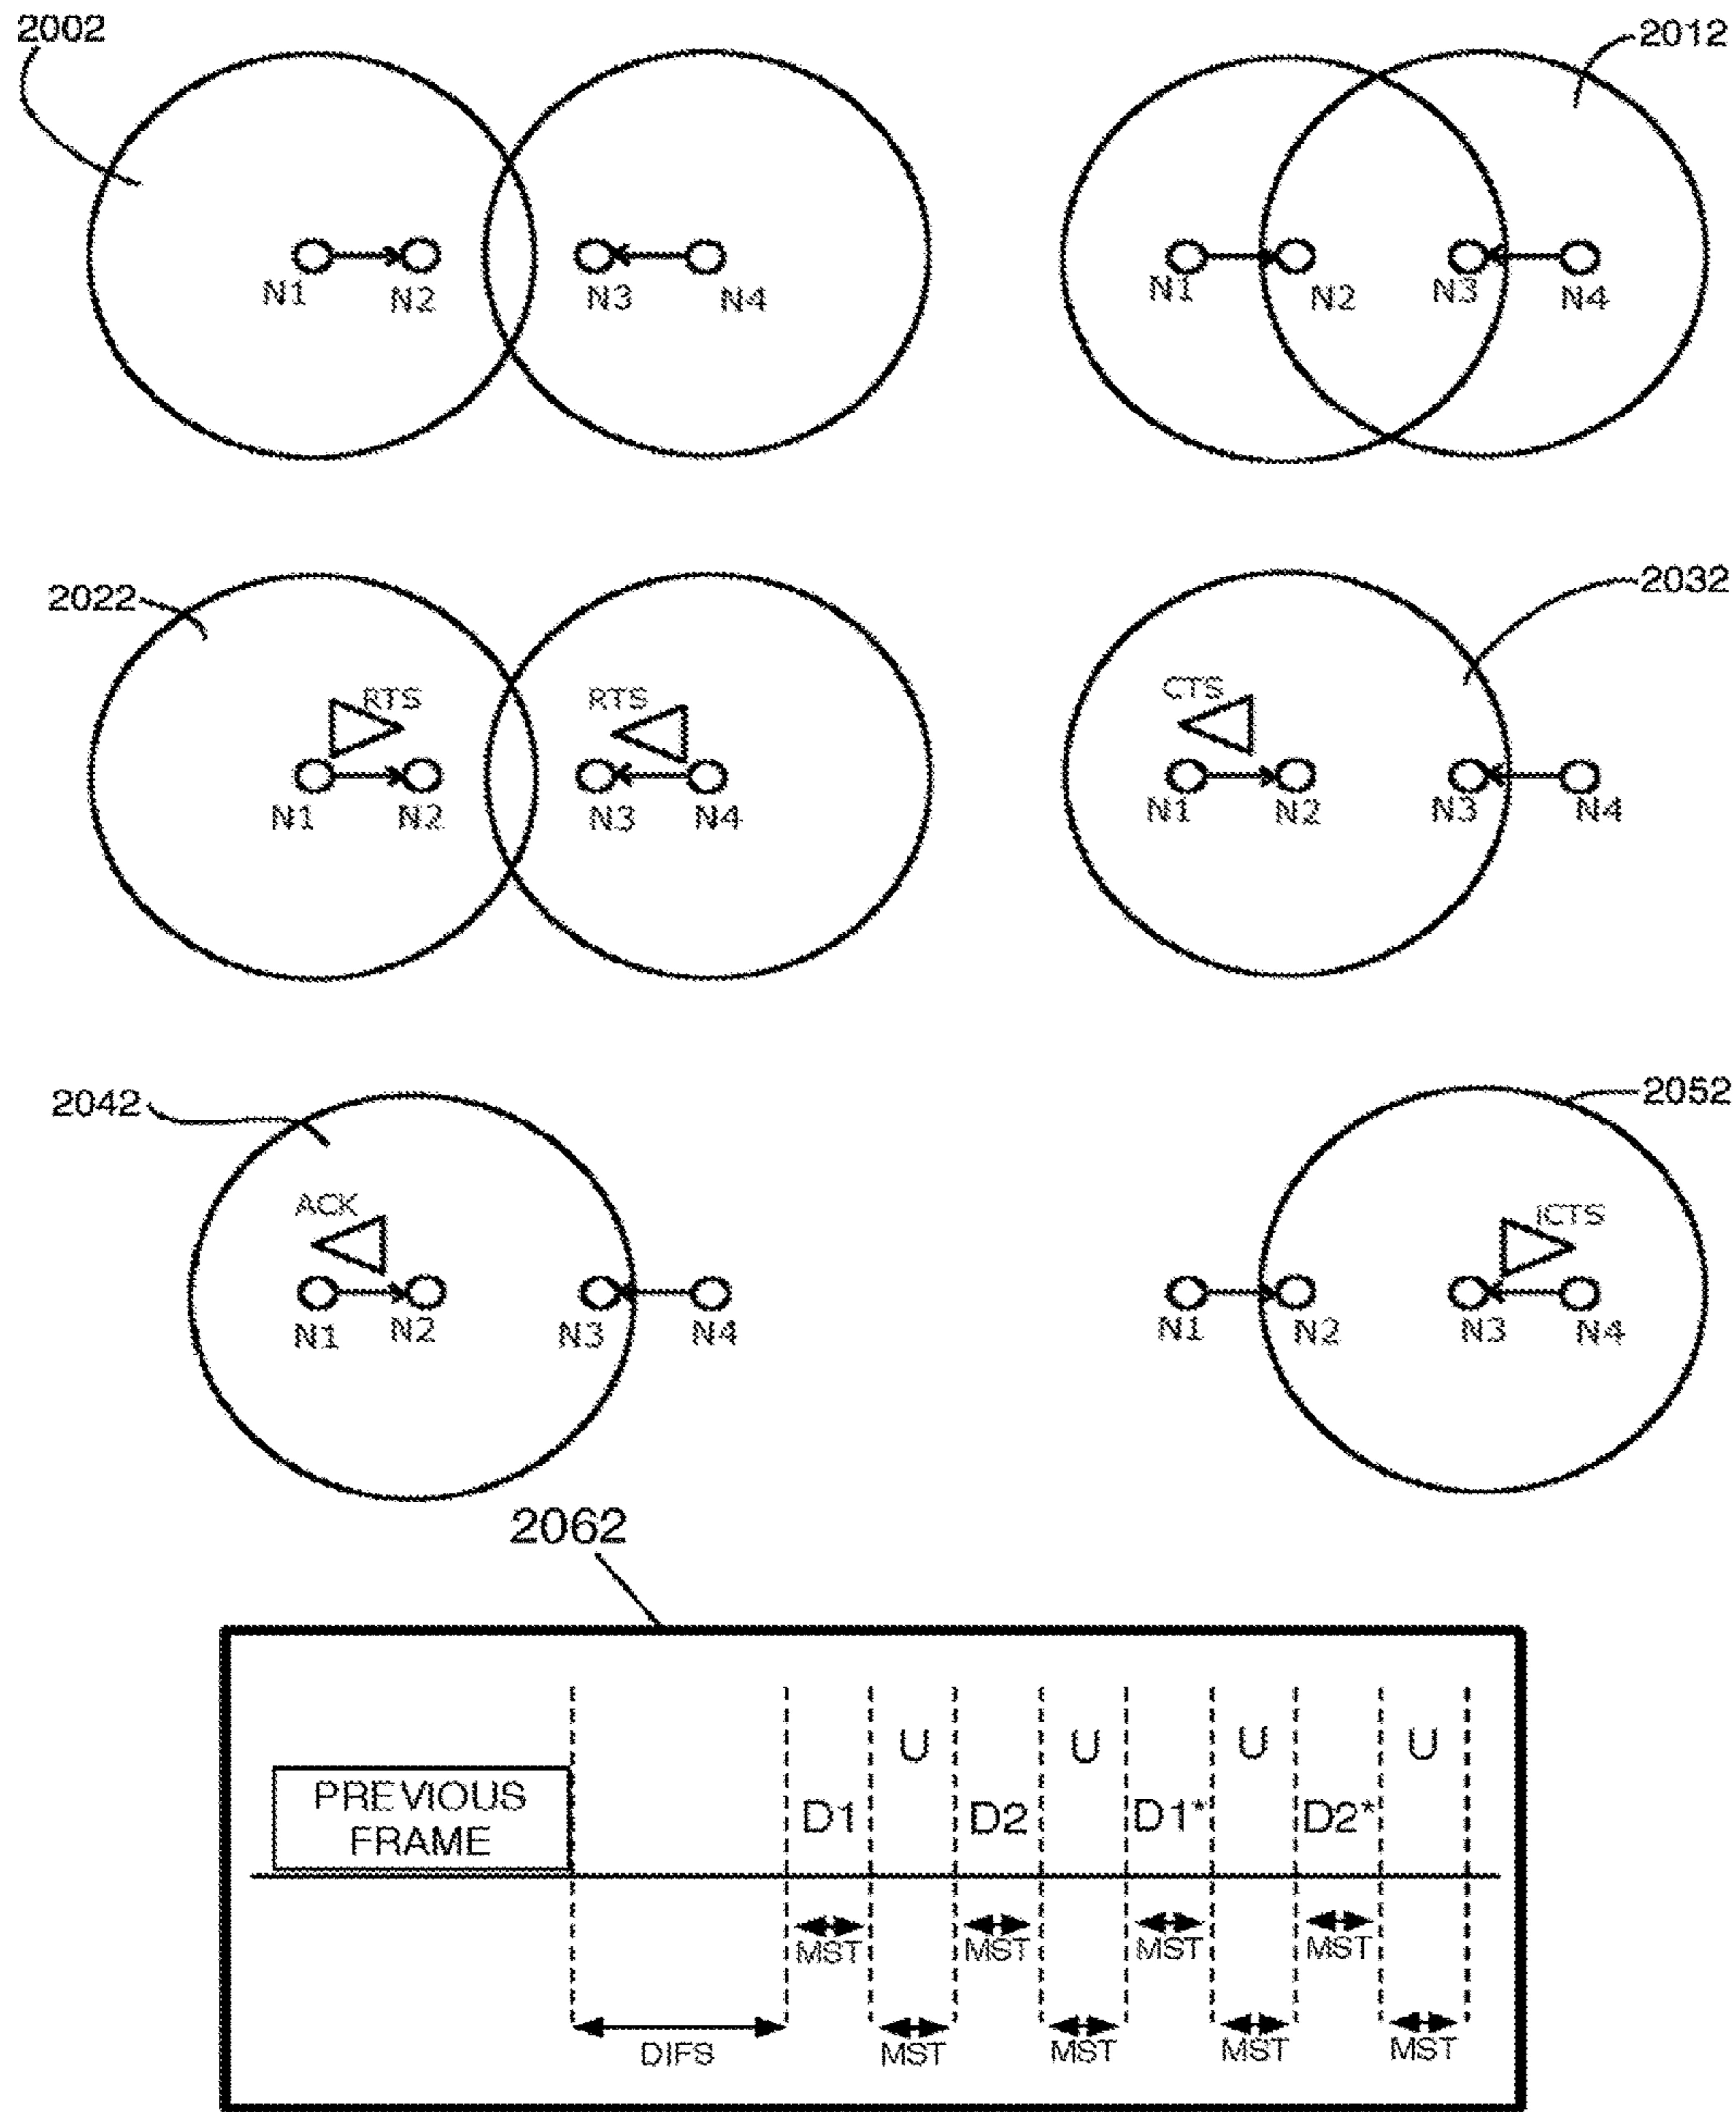 2002
2012
N1
N2
N3
N4
N1
N2
N3
N4
2022
2032
RTS
RTS
CTS
N1
N2
N3
N4
N1
N2
N3
N4
2042
2052
ACK
iCTS
N1
N2
N3
N4
N1
N2
N3
N4
2062
U
U
U
U
PREVIOUS
FRAME
D1
D2
D1*
D2*
MST
MST
MST
MST
DIFS
MST
MST
MST
MST